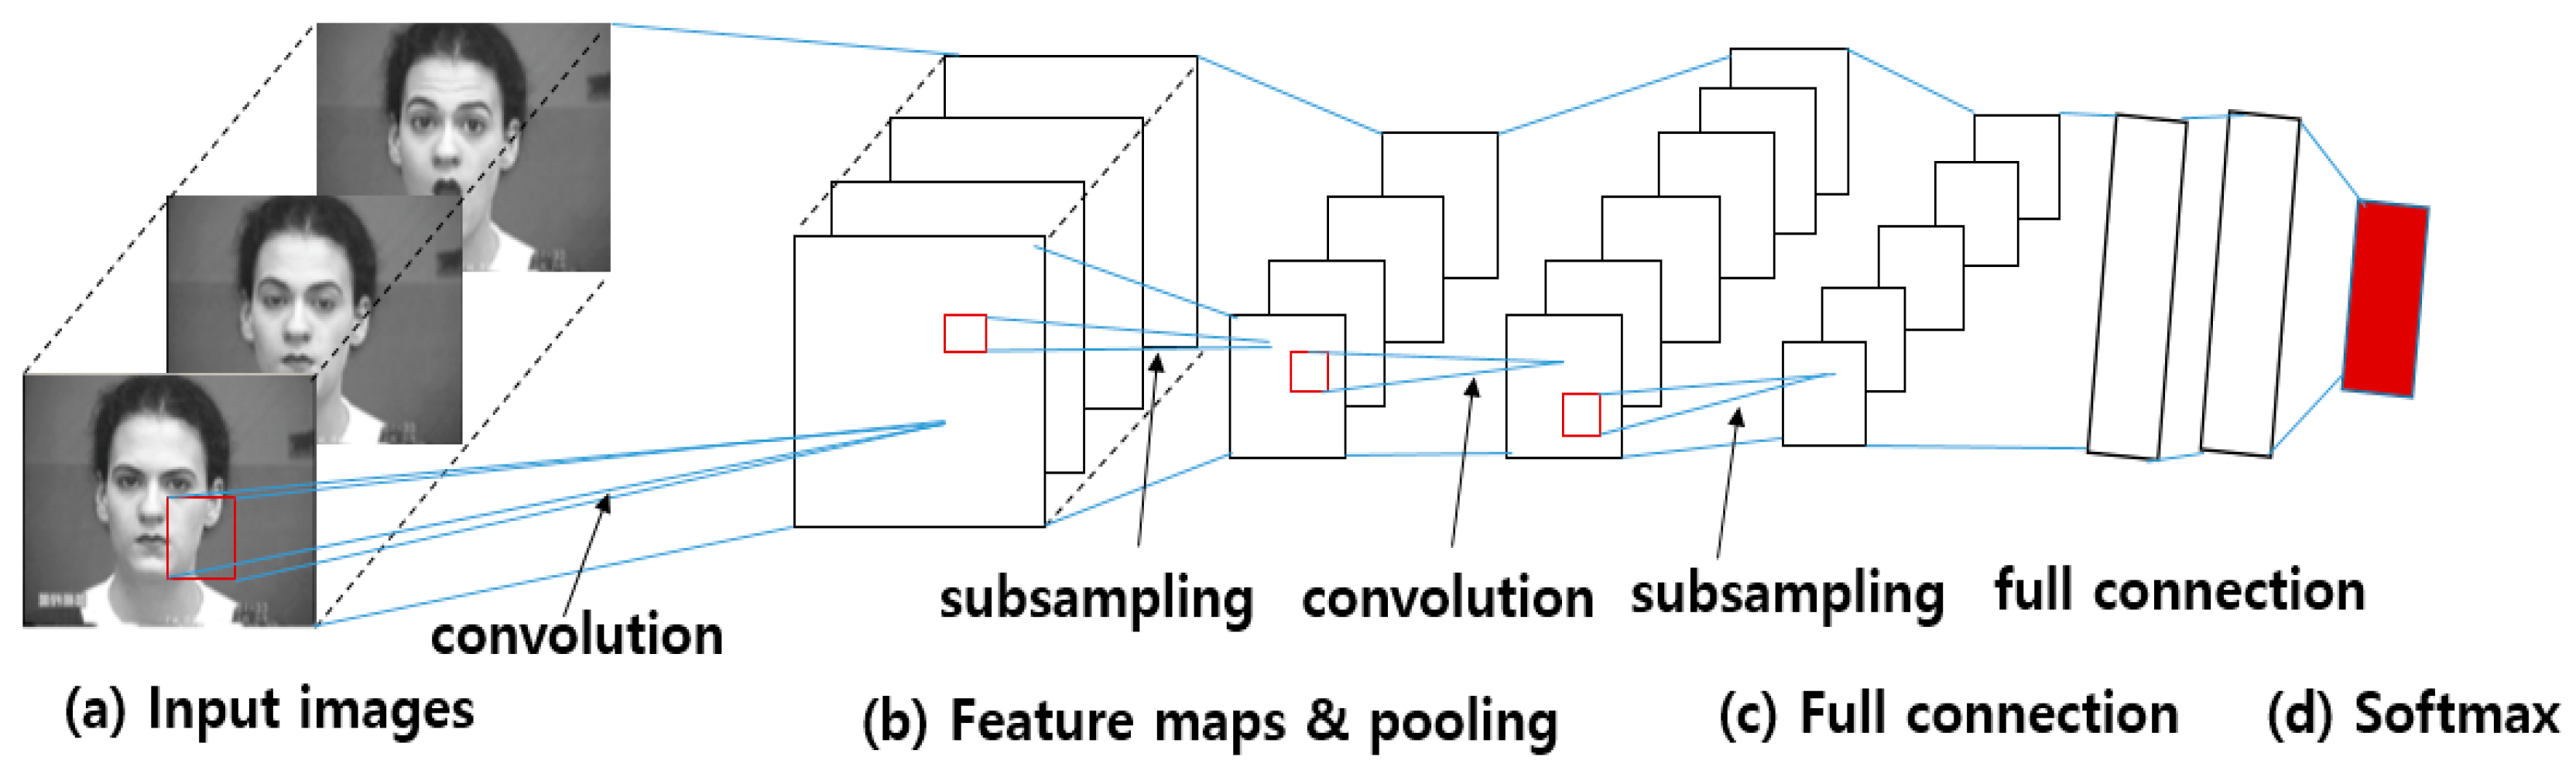 convolution
subsampling
convolution
subsampling
full connection
(a) Input images
(b) Feature maps & pooling
(c) Full connection
(d) Softmax